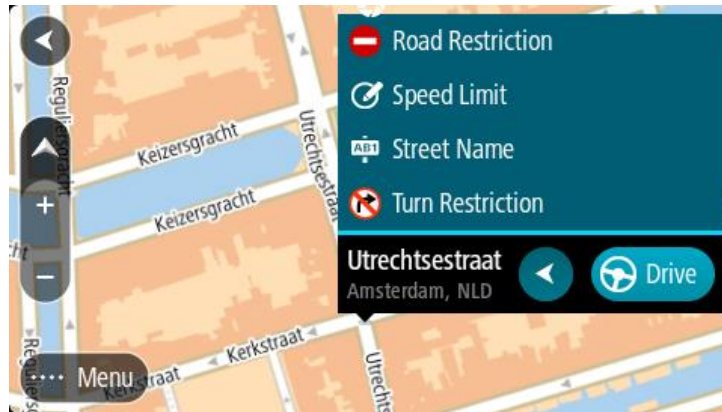 Road Restriction
Speed Limit
AB1 Street Name
Turn Restriction
Utrechtsestraat
Amsterdam, NLD
Drive
Reguliersgracht
Keizersgracht
Utrechtsestraat
Keizersgracht
+
−
Kerkstraat
Kerkstraat
Menu